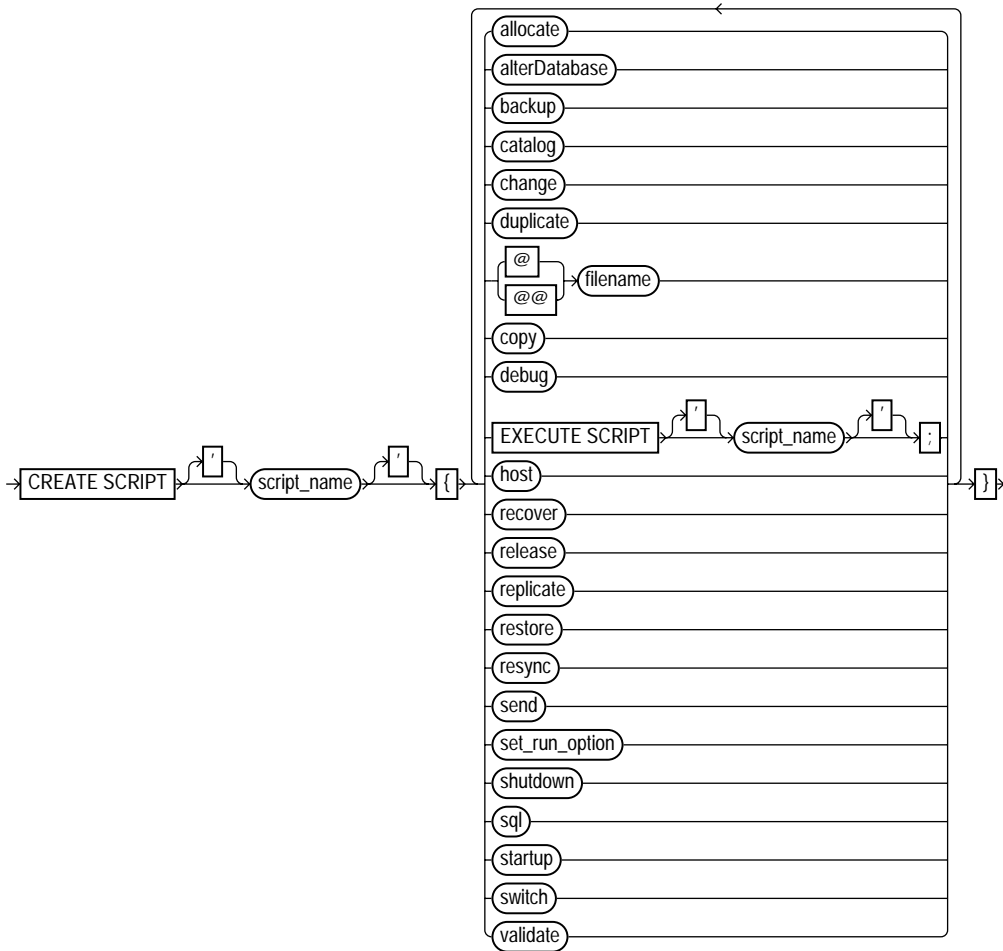 allocate
alterDatabase
backup
catalog
change
duplicate
@
filename
@@
copy
debug
EXECUTE SCRIPT ' script_name ' ;
CREATE SCRIPT ' script_name ' { host }
recover
release
replicate
restore
resync
send
set_run_option
shutdown
sql
startup
switch
validate